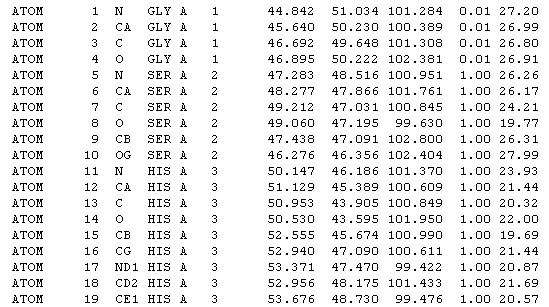 ATOM 1 N GLY A 1 44.842 51.034 101.284 0.01 27.20
ATOM 2 CA GLY A 1 45.640 50.230 100.389 0.01 26.99
ATOM 3 C GLY A 1 46.692 49.648 101.308 0.01 26.80
ATOM 4 O GLY A 1 46.895 50.222 102.381 0.01 26.91
ATOM 5 N SER A 2 47.283 48.516 100.951 1.00 26.26
ATOM 6 CA SER A 2 48.277 47.866 101.761 1.00 26.17
ATOM 7 C SER A 2 49.212 47.031 100.845 1.00 24.21
ATOM 8 O SER A 2 49.060 47.195 99.630 1.00 19.77
ATOM 9 CB SER A 2 47.438 47.091 102.800 1.00 26.31
ATOM 10 OG SER A 2 46.276 46.356 102.404 1.00 27.99
ATOM 11 N HIS A 3 50.147 46.186 101.370 1.00 23.93
ATOM 12 CA HIS A 3 51.129 45.389 100.609 1.00 21.44
ATOM 13 C HIS A 3 50.953 43.905 100.849 1.00 20.32
ATOM 14 O HIS A 3 50.530 43.595 101.950 1.00 22.00
ATOM 15 CB HIS A 3 52.555 45.674 100.990 1.00 19.69
ATOM 16 CG HIS A 3 52.940 47.090 100.611 1.00 21.44
ATOM 17 ND1 HIS A 3 53.371 47.470 99.422 1.00 20.87
ATOM 18 CD2 HIS A 3 52.956 48.175 101.433 1.00 21.69
ATOM 19 CE1 HIS A 3 53.676 48.730 99.476 1.00 20.57